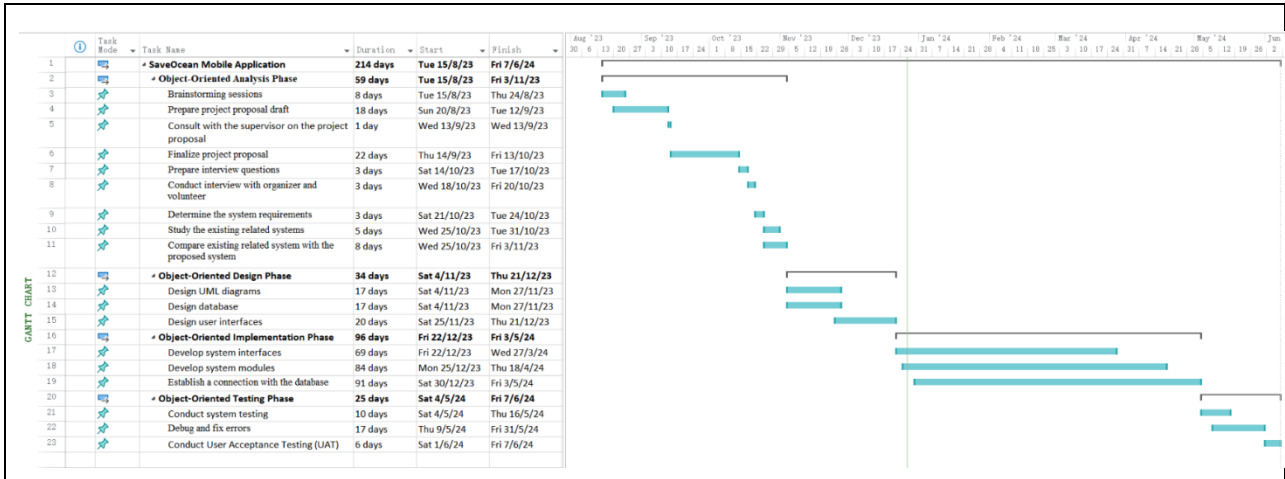 Task Mode Task Name Duration Start Finish
Aug '23 Sep '23 Oct '23 Nov '23 Dec '23 Jan '24 Feb '24 Mar '24 Apr '24 May '24 Jun
30 6 13 20 27 3 10 17 24 1 8 15 22 29 5 12 19 26 3 10 17 24 31 7 14 21 28 4 11 18 25 3 10 17 24 31 7 14 21 28 5 12 19 26 2
GANTT CHART
1 SaveOcean Mobile Application 214 days Tue 15/8/23 Fri 7/6/24
2 Object-Oriented Analysis Phase 59 days Tue 15/8/23 Fri 3/11/23
3 Brainstorming sessions 8 days Tue 15/8/23 Thu 24/8/23
4 Prepare project proposal draft 18 days Sun 20/8/23 Tue 12/9/23
5 Consult with the supervisor on the project 1 day Wed 13/9/23 Wed 13/9/23
proposal
6 Finalize project proposal 22 days Thu 14/9/23 Fri 13/10/23
7 Prepare interview questions 3 days Sat 14/10/23 Tue 17/10/23
8 Conduct interview with organizer and 3 days Wed 18/10/23 Fri 20/10/23
volunteer
9 Determine the system requirements 3 days Sat 21/10/23 Tue 24/10/23
10 Study the existing related systems 5 days Wed 25/10/23 Tue 31/10/23
11 Compare existing related system with the 8 days Wed 25/10/23 Fri 3/11/23
proposed system
12 Object-Oriented Design Phase 34 days Sat 4/11/23 Thu 21/12/23
13 Design UML diagrams 17 days Sat 4/11/23 Mon 27/11/23
14 Design database 17 days Sat 4/11/23 Mon 27/11/23
15 Design user interfaces 20 days Sat 25/11/23 Thu 21/12/23
16 Object-Oriented Implementation Phase 96 days Fri 22/12/23 Fri 3/5/24
17 Develop system interfaces 69 days Fri 22/12/23 Wed 27/3/24
18 Develop system modules 84 days Mon 25/12/23 Thu 18/4/24
19 Establish a connection with the database 91 days Sat 30/12/23 Fri 3/5/24
20 Object-Oriented Testing Phase 25 days Sat 4/5/24 Fri 7/6/24
21 Conduct system testing 10 days Sat 4/5/24 Thu 16/5/24
22 Debug and fix errors 17 days Thu 9/5/24 Fri 31/5/24
23 Conduct User Acceptance Testing (UAT) 6 days Sat 1/6/24 Fri 7/6/24